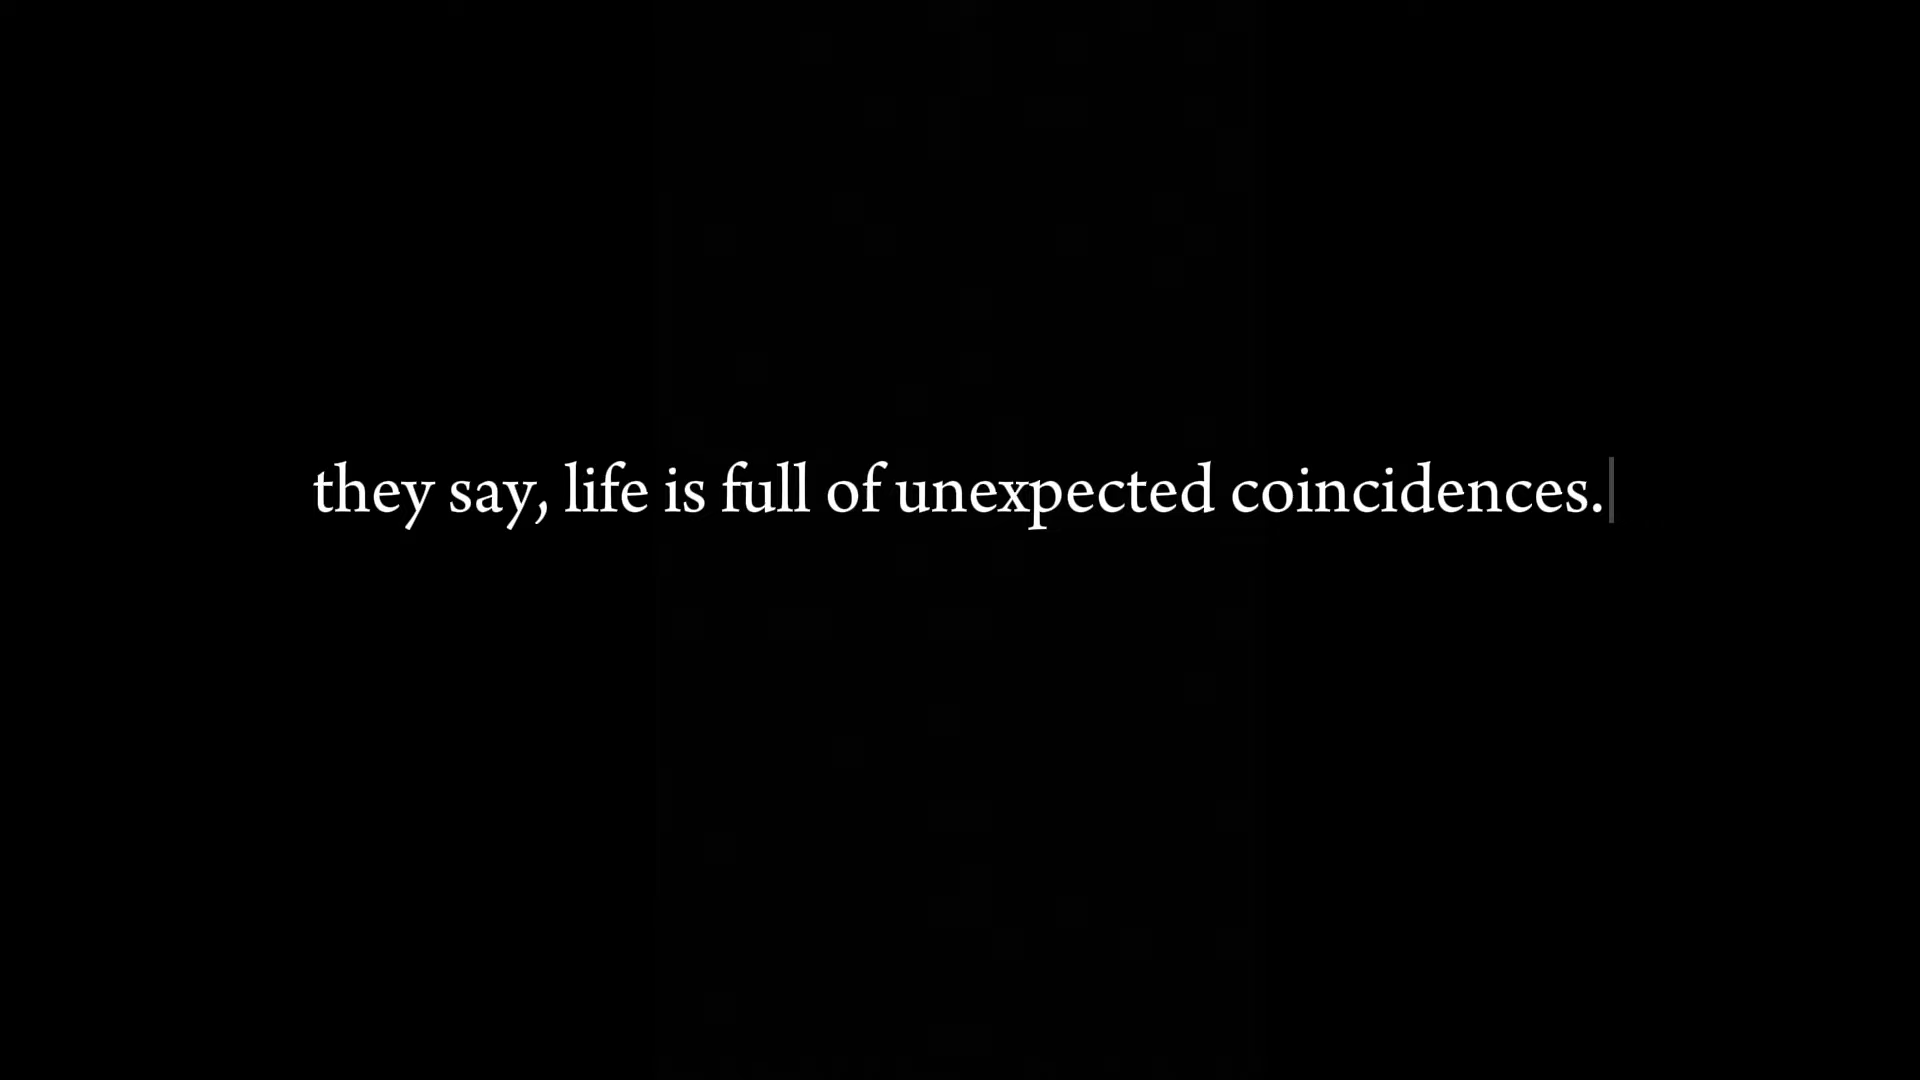 they say, life is full of unexpected coincidences.